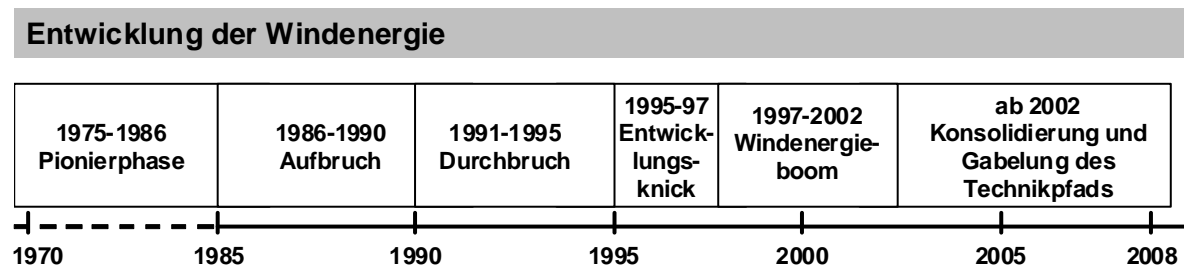 Entwicklung der Windenergie
1975-1986
Pionierphase
1986-1990
Aufbruch
1991-1995
Durchbruch
1995-97
Entwick-
lungs-
knick
1997-2002
Windenergie-
boom
ab 2002
Konsolidierung und
Gabelung des
Technikpfads
1970 1985 1990 1995 2000 2005 2008